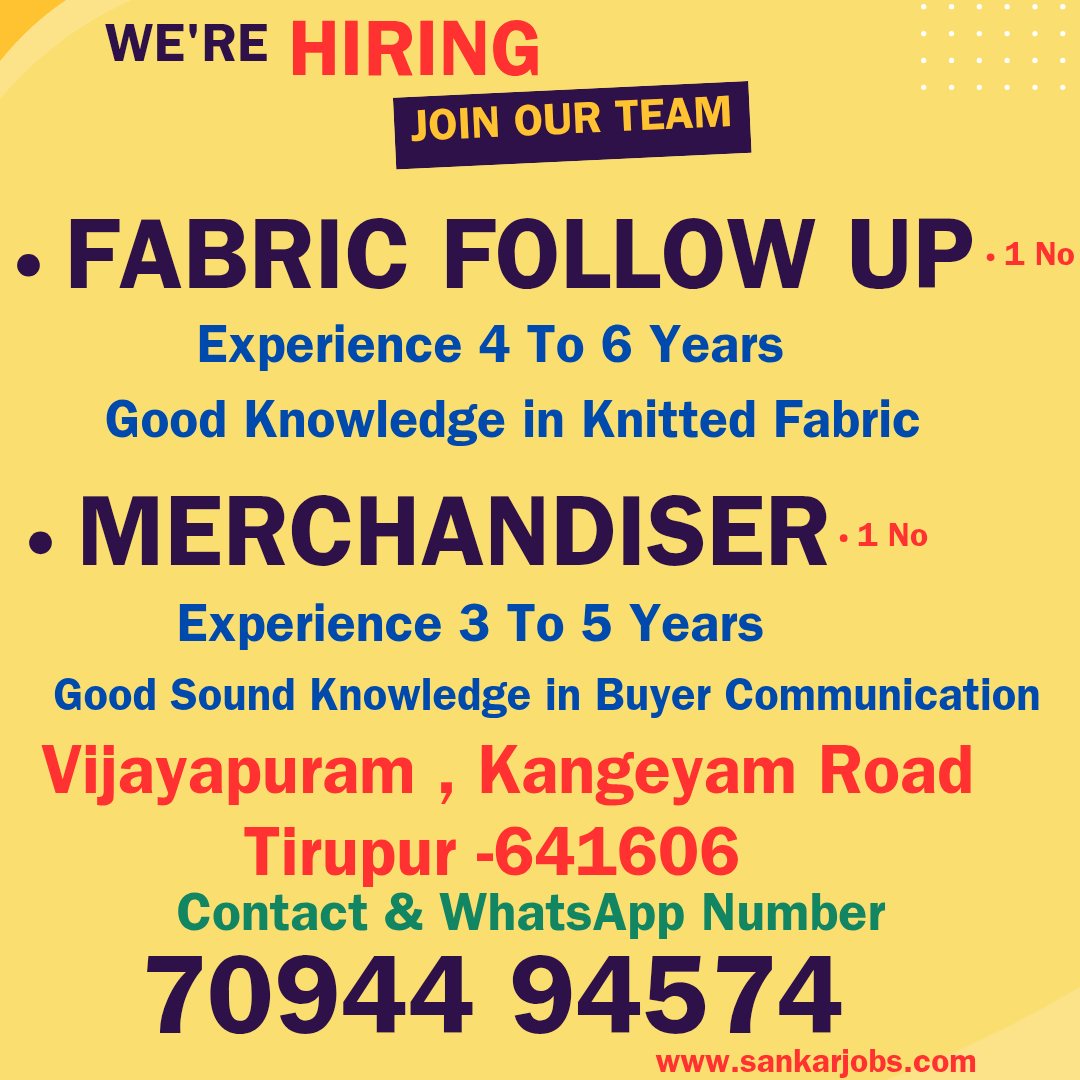 WE'RE HIRING
JOIN OUR TEAM
• FABRIC FOLLOW UP • 1 No
Experience 4 To 6 Years
Good Knowledge in Knitted Fabric
• MERCHANDISER • 1 No
Experience 3 To 5 Years
Good Sound Knowledge in Buyer Communication
Vijayapuram , Kangeyam Road
Tirupur -641606
Contact & WhatsApp Number
70944 94574
www.sankarjobs.com